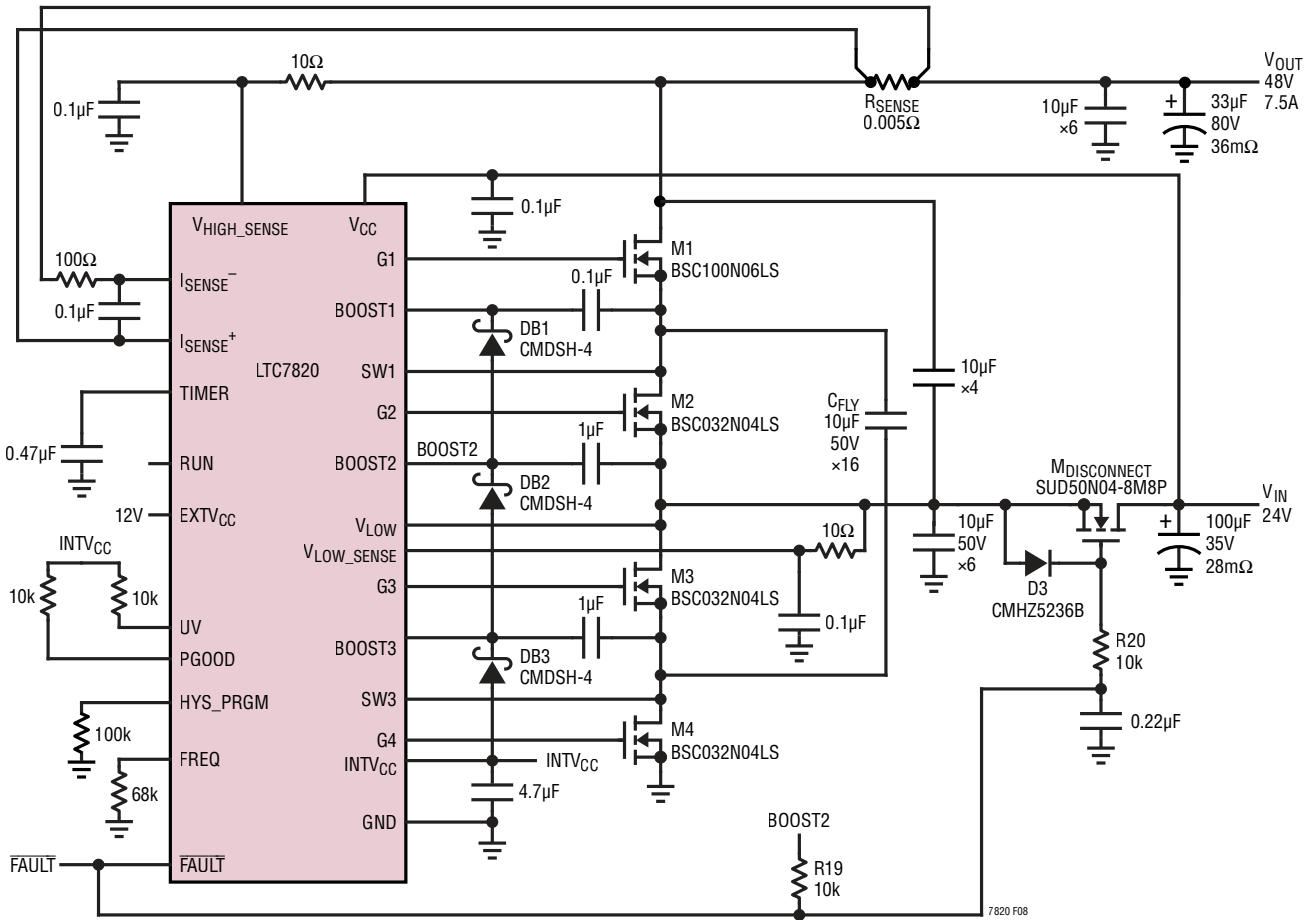 10Ω
0.1µF
RSENSE
0.005Ω
10µF
×6
+
33µF
80V
36mΩ
VOUT
48V
7.5A
VHIGH_SENSE
VCC
0.1µF
100Ω
0.1µF
ISENSE−
ISENSE+
LTC7820
TIMER
0.47µF
RUN
12V
EXTVCC
INTVCC
10k
10k
UV
PGOOD
HYS_PRGM
100k
FREQ
68k
FAULT
FAULT
G1
BOOST1
SW1
G2
BOOST2
VLOW
VLOW_SENSE
G3
BOOST3
SW3
G4
INTVCC
GND
M1
BSC100N06LS
0.1µF
DB1
CMDSH-4
M2
BSC032N04LS
BOOST2
1µF
DB2
CMDSH-4
M3
BSC032N04LS
1µF
DB3
CMDSH-4
M4
BSC032N04LS
INTVCC
4.7µF
10µF
×4
CFLY
10µF
50V
×16
10Ω
0.1µF
10µF
50V
×6
MDISCONNECT
SUD50N04-8M8P
VIN
24V
+
100µF
35V
28mΩ
D3
CMHZ5236B
R20
10k
0.22µF
BOOST2
R19
10k
7820 F08